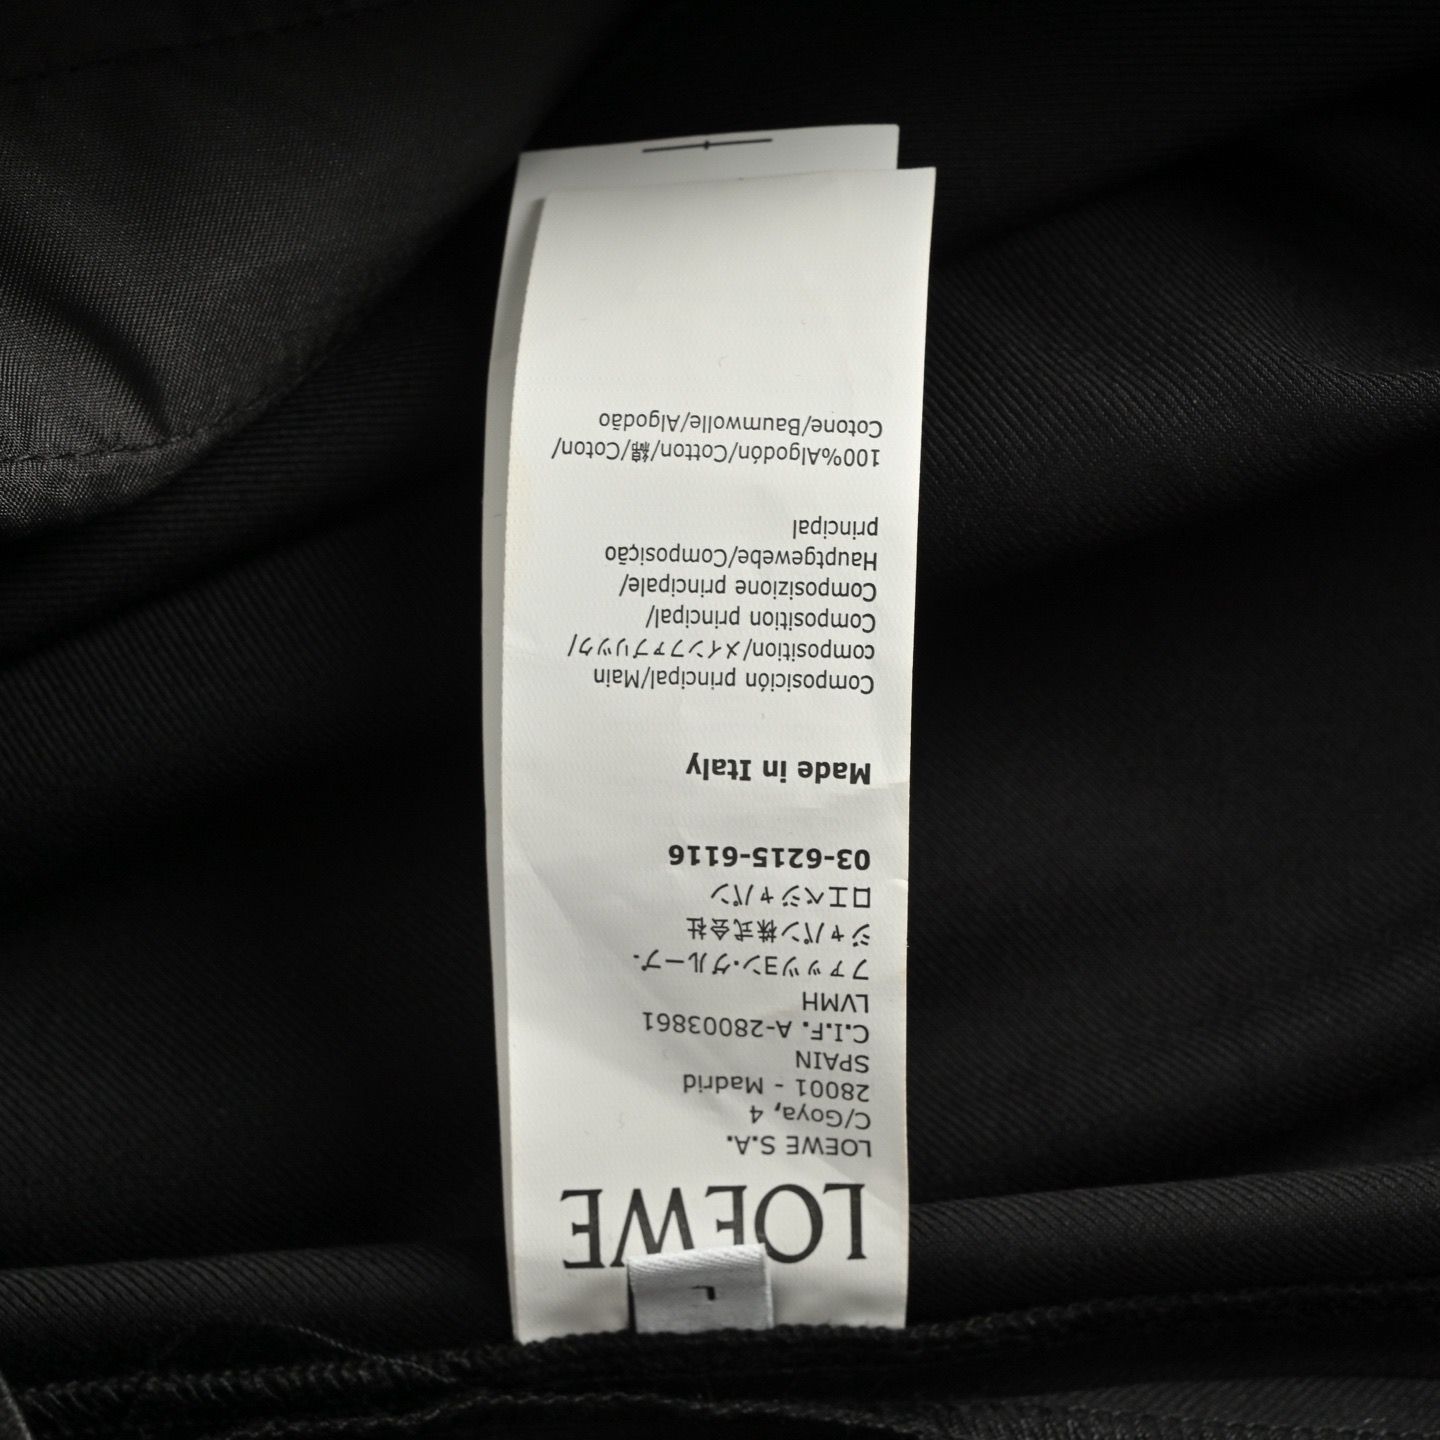 L
LOEWE
LOEWE S.A.
C/Goya, 4
28001 - Madrid
SPAIN
C.I.F. A-28003861
LVMH
ファッッヨン・グループ・
ジャパン株式会社
ロエベジャパン
03-6215-6116
Made in Italy
Composición principal/Main
composition/メインファブリック/
Composition principal/
Composizione principale/
Hauptgewebe/Composição
principal
100%Algodón/Cotton/綿/Coton/
Cotone/Baumwolle/Algodão